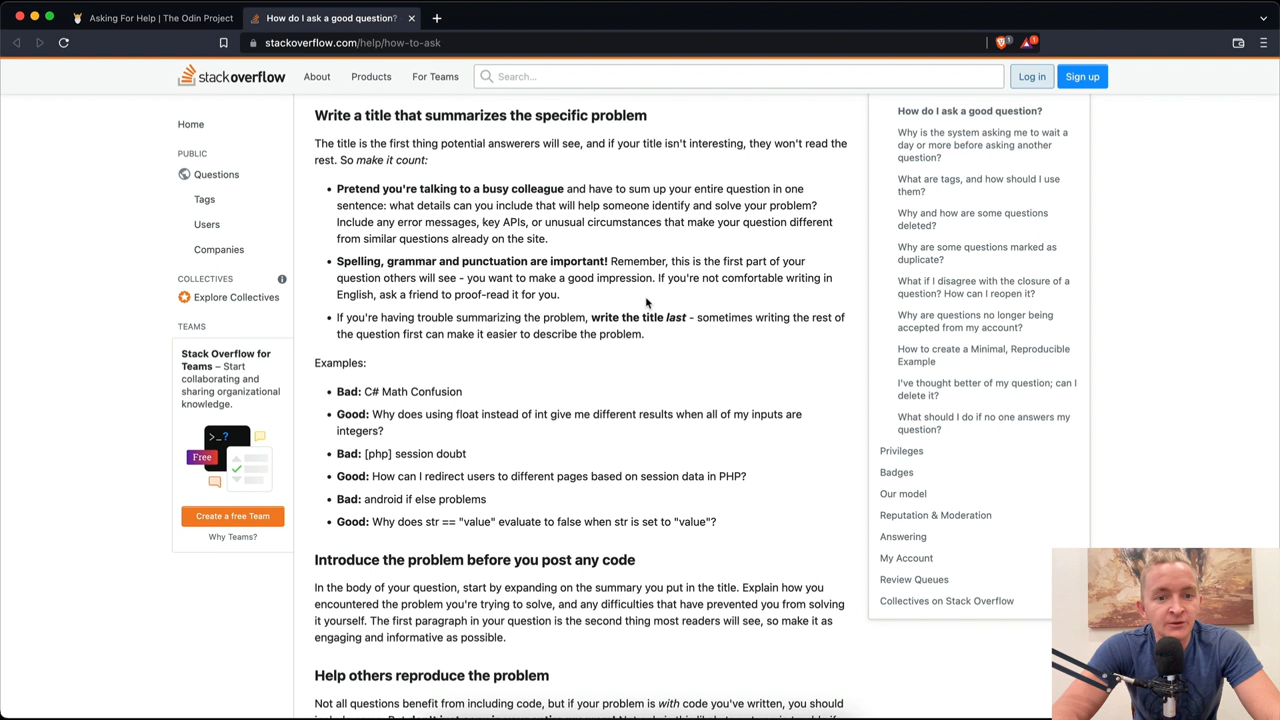 Asking For Help | The Odin Project
How do I ask a good question?
stackoverflow.com/help/how-to-ask
1
1
stackoverflow
About
Products
For Teams
Search...
Log in
Sign up
Home
PUBLIC
Questions
Tags
Users
Companies
COLLECTIVES
Explore Collectives
TEAMS
Stack Overflow for
Teams – Start
collaborating and
sharing organizational
knowledge.
>_?
Free
Create a free Team
Why Teams?
Write a title that summarizes the specific problem
The title is the first thing potential answerers will see, and if your title isn't interesting, they won't read the
rest. So make it count:
• Pretend you're talking to a busy colleague and have to sum up your entire question in one
sentence: what details can you include that will help someone identify and solve your problem?
Include any error messages, key APIs, or unusual circumstances that make your question different
from similar questions already on the site.
• Spelling, grammar and punctuation are important! Remember, this is the first part of your
question others will see - you want to make a good impression. If you're not comfortable writing in
English, ask a friend to proof-read it for you.
• If you're having trouble summarizing the problem, write the title last - sometimes writing the rest of
the question first can make it easier to describe the problem.
Examples:
• Bad: C# Math Confusion
• Good: Why does using float instead of int give me different results when all of my inputs are
integers?
• Bad: [php] session doubt
• Good: How can I redirect users to different pages based on session data in PHP?
• Bad: android if else problems
• Good: Why does str == "value" evaluate to false when str is set to "value"?
Introduce the problem before you post any code
In the body of your question, start by expanding on the summary you put in the title. Explain how you
encountered the problem you're trying to solve, and any difficulties that have prevented you from solving
it yourself. The first paragraph in your question is the second thing most readers will see, so make it as
engaging and informative as possible.
Help others reproduce the problem
Not all questions benefit from including code, but if your problem is with code you've written, you should
How do I ask a good question?
Why is the system asking me to wait a
day or more before asking another
question?
What are tags, and how should I use
them?
Why and how are some questions
deleted?
Why are some questions marked as
duplicate?
What if I disagree with the closure of a
question? How can I reopen it?
Why are questions no longer being
accepted from my account?
How to create a Minimal, Reproducible
Example
I've thought better of my question; can I
delete it?
What should I do if no one answers my
question?
Privileges
Badges
Our model
Reputation & Moderation
Answering
My Account
Review Queues
Collectives on Stack Overflow